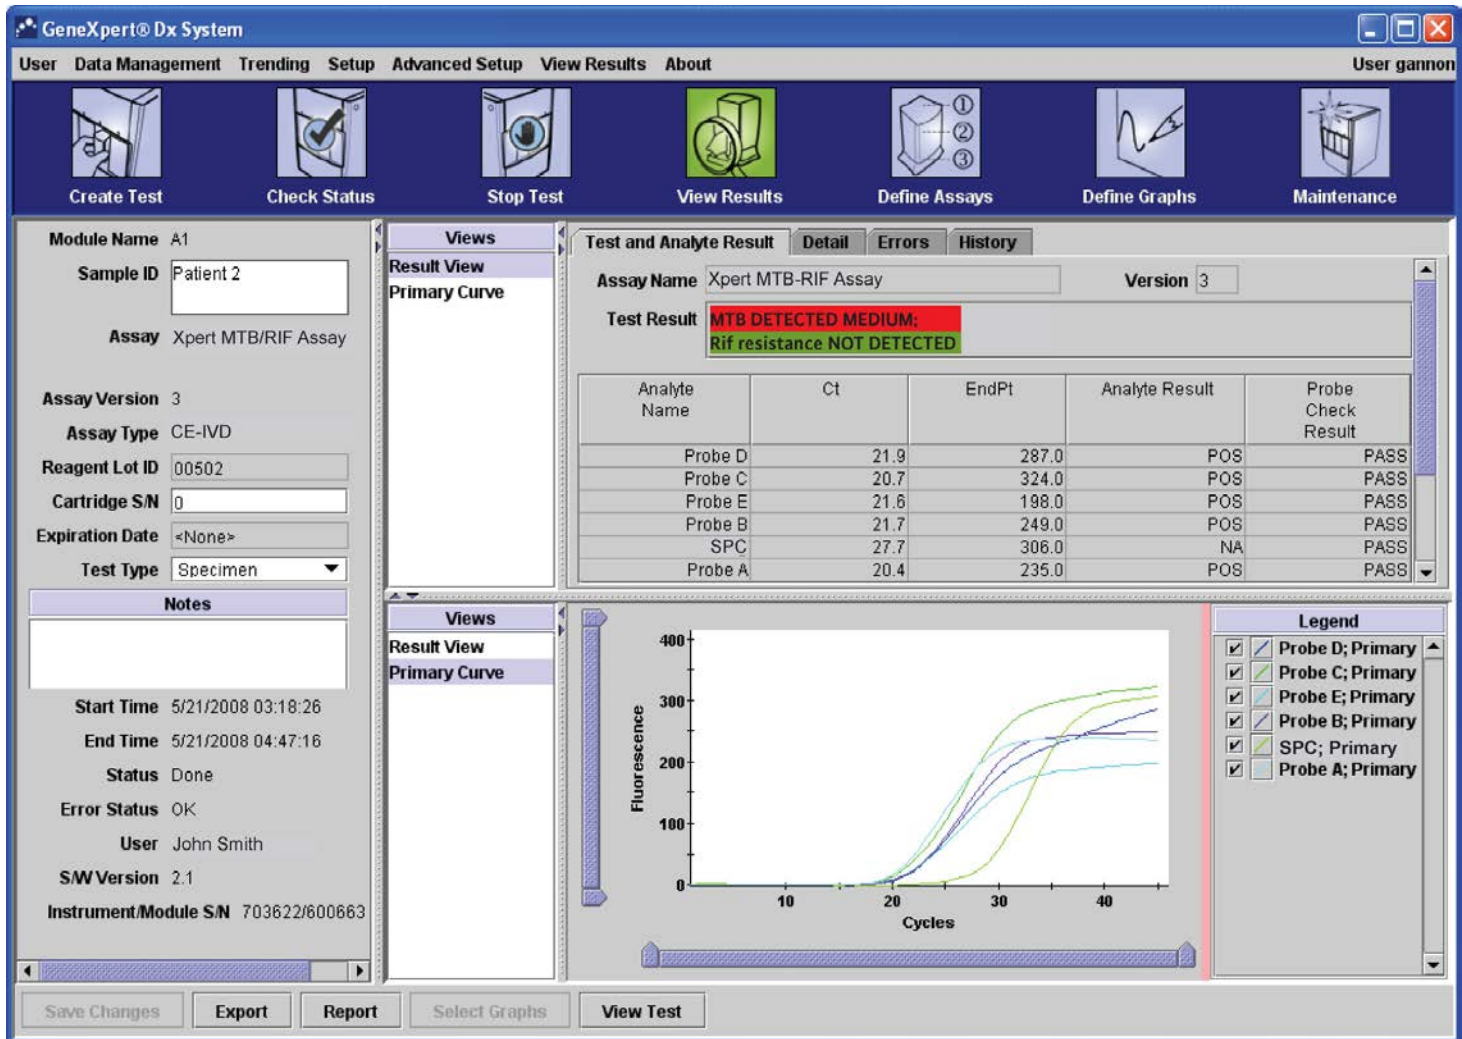 GeneXpert® Dx System
User Data Management Trending Setup Advanced Setup View Results About User gannon
① ② ③
Create Test Check Status Stop Test View Results Define Assays Define Graphs Maintenance
Module Name A1
Sample ID Patient 2
Assay Xpert MTB/RIF Assay
Assay Version 3
Assay Type CE-IVD
Reagent Lot ID 00502
Cartridge S/N 0
Expiration Date <None>
Test Type Specimen
Notes
Start Time 5/21/2008 03:18:26
End Time 5/21/2008 04:47:16
Status Done
Error Status OK
User John Smith
S/W Version 2.1
Instrument/Module S/N 703622/600663
Views
Result View
Primary Curve
Test and Analyte Result Detail Errors History
Assay Name Xpert MTB-RIF Assay Version 3
Test Result MTB DETECTED MEDIUM;
Rif resistance NOT DETECTED
Analyte Name Ct EndPt Analyte Result Probe Check Result
Probe D 21.9 287.0 POS PASS
Probe C 20.7 324.0 POS PASS
Probe E 21.6 198.0 POS PASS
Probe B 21.7 249.0 POS PASS
SPC 27.7 306.0 NA PASS
Probe A 20.4 235.0 POS PASS
Views
Result View
Primary Curve
400
300
200
100
0
Fluorescence
10 20 30 40
Cycles
Legend
Probe D; Primary
Probe C; Primary
Probe E; Primary
Probe B; Primary
SPC; Primary
Probe A; Primary
Save Changes Export Report Select Graphs View Test